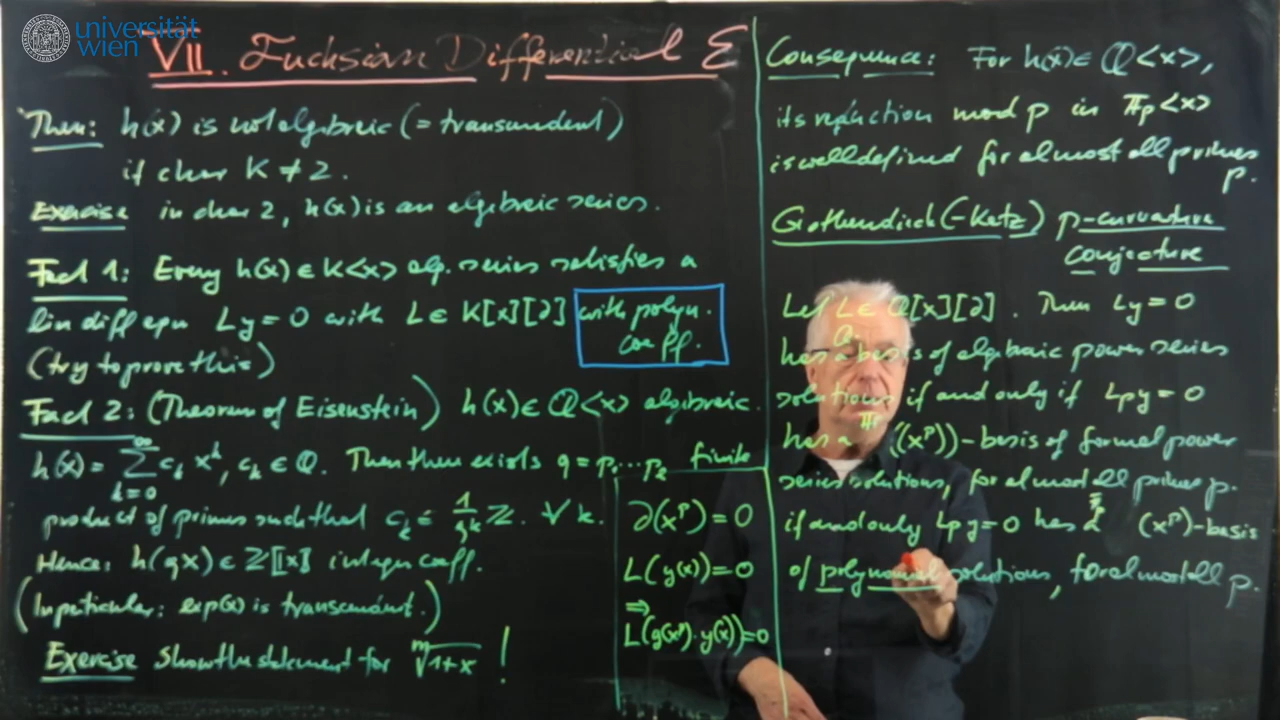 universität
wien
VII. Fuchsian Differential E
Then: h(x) is not algebraic (= transcendent)
if char K ≠ 2.
Exercise in char 2, h(x) is an algebraic series.
Fact 1: Every h(x) ∈ K<x> alg. series satisfies a
lin diff equ Ly = 0 with L ∈ K[x][∂] with polyn.
coeff.
(try to prove this)
Fact 2: (Theorem of Eisenstein) h(x) ∈ Q<x> algebraic.
h(x) = ∑_{k=0}^∞ c_k x^k, c_k ∈ Q. Then there exists q = p_1 ... p_e finite
product of primes such that c_k ∈ 1/q^k Z. ∀ k.
Hence: h(qx) ∈ Z[[x]] integer coeff.
(In particular: exp(x) is transcendent.)
Exercise Show the statement for ᵐ√1+x !
∂(x^p) = 0
L(y(x)) = 0
⇒
L(g(x^p)·y(x)) = 0
Consequence: For h(x) ∈ Q<x>,
its reduction mod p in F_p<x>
is well defined for almost all primes
p.
Grothendieck (-Katz) p-curvature
conjecture
Let L ∈ Q[x][∂]. Then Ly = 0
has a basis of algebraic power series
solutions if and only if Lpy = 0
has a F_p((x^p))-basis of formal power
series solutions, for almost all primes p.
if and only Lpy = 0 has (x^p)-basis
of polynomial solutions, for almost all p.